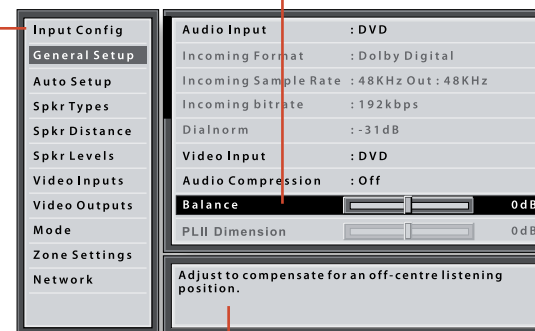 Input Config
General Setup
Auto Setup
Spkr Types
Spkr Distance
Spkr Levels
Video Inputs
Video Outputs
Mode
Zone Settings
Network
Audio Input : DVD
Incoming Format : Dolby Digital
Incoming Sample Rate : 48KHz Out : 48KHz
Incoming bitrate : 192kbps
Dialnorm : -31dB
Video Input : DVD
Audio Compression : Off
Balance 0dB
PLII Dimension 0dB
Adjust to compensate for an off-centre listening
position.